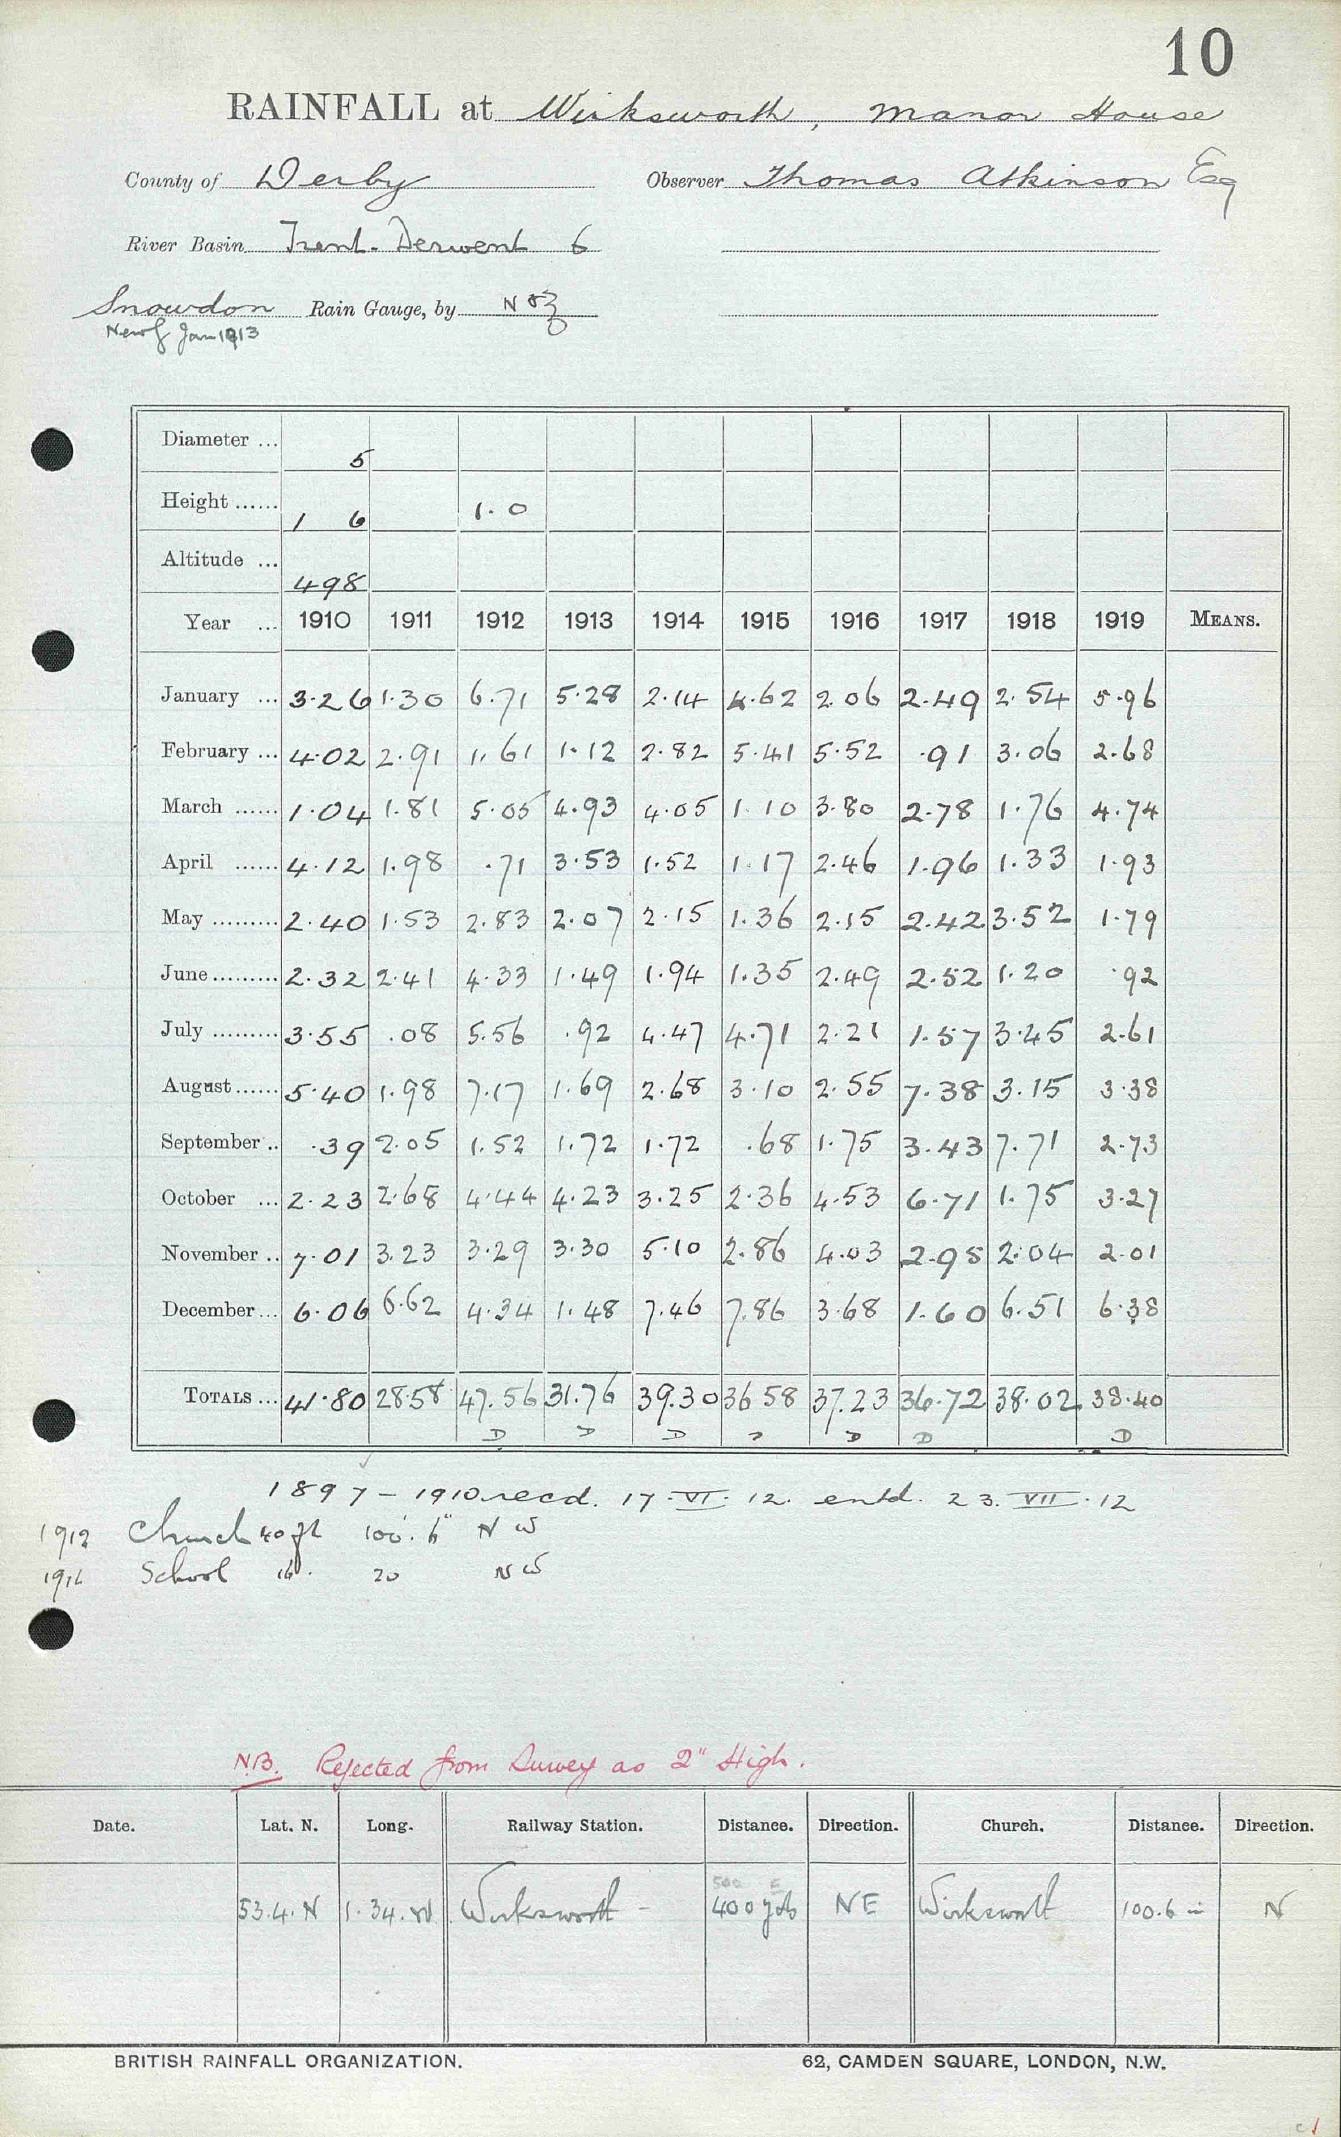 10
RAINFALL at Wirksworth, Manor House
County of Derby Observer Thomas Atkinson Esq
River Basin Trent-Derwent 6
Snowdon Rain Gauge, by N & Z
New G Jan 1913
Diameter ... 5
Height ...... 1 6 1.0
Altitude ... 498
Year ... 1910 1911 1912 1913 1914 1915 1916 1917 1918 1919 MEANS.
January ... 3.26 1.30 6.71 5.28 2.14 4.62 2.06 2.49 2.54 5.96
February ... 4.02 2.91 1.61 1.12 2.82 5.41 5.52 .91 3.06 2.68
March ...... 1.04 1.81 5.05 4.93 4.05 1.10 3.80 2.78 1.76 4.74
April ...... 4.12 1.98 .71 3.53 1.52 1.17 2.46 1.96 1.33 1.93
May ......... 2.40 1.53 2.83 2.07 2.15 1.36 2.15 2.42 3.52 1.79
June ......... 2.32 2.41 4.33 1.49 1.94 1.35 2.49 2.52 1.20 .92
July ......... 3.55 .08 5.56 .92 4.47 4.71 2.21 1.57 3.45 2.61
August ...... 5.40 1.98 7.17 1.69 2.68 3.10 2.55 7.38 3.15 3.38
September .. .39 2.05 1.52 1.72 1.72 .68 1.75 3.43 7.71 2.73
October ... 2.23 2.68 4.44 4.23 3.25 2.36 4.53 6.71 1.75 3.27
November .. 7.01 3.23 3.29 3.30 5.10 2.86 4.03 2.95 2.04 2.01
December ... 6.06 6.62 4.34 1.48 7.46 7.86 3.68 1.60 6.51 6.38
TOTALS ... 41.80 28.58 47.56 31.76 39.30 36 58 37.23 36.72 38.02 38.40
D D D D D D D
1897 - 1910 recd. 17. VI. 12. entd. 23. VII. 12
1912 Church 40 ft 100'. 6" N W
1916 School 16. 20 N W
N.B. Rejected from Survey as 2" High.
Date. Lat. N. Long. Railway Station. Distance. Direction. Church. Distance. Direction.
500 E
53.4.N 1.34.W Wirksworth - 400 yds NE Wirksworth 100.6 in N
BRITISH RAINFALL ORGANIZATION. 62, CAMDEN SQUARE, LONDON, N.W.